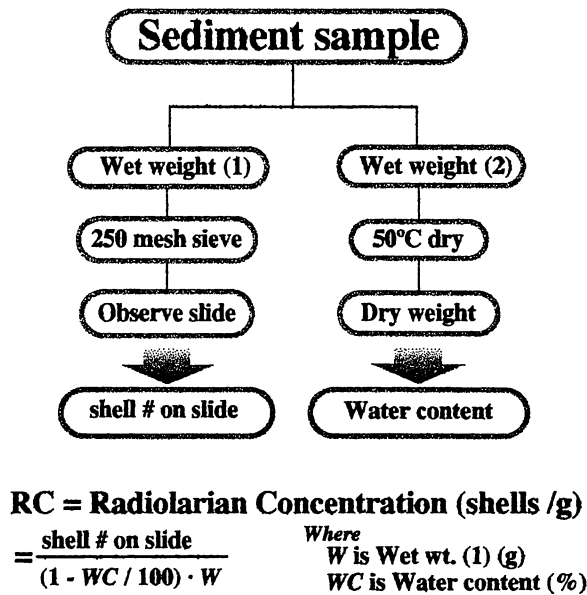 Sediment sample
Wet weight (1)
Wet weight (2)
250 mesh sieve
50°C dry
Observe slide
Dry weight
shell # on slide
Water content
RC = Radiolarian Concentration (shells /g)
= shell # on slide
(1 - WC / 100) · W
Where
W is Wet wt. (1) (g)
WC is Water content (%)